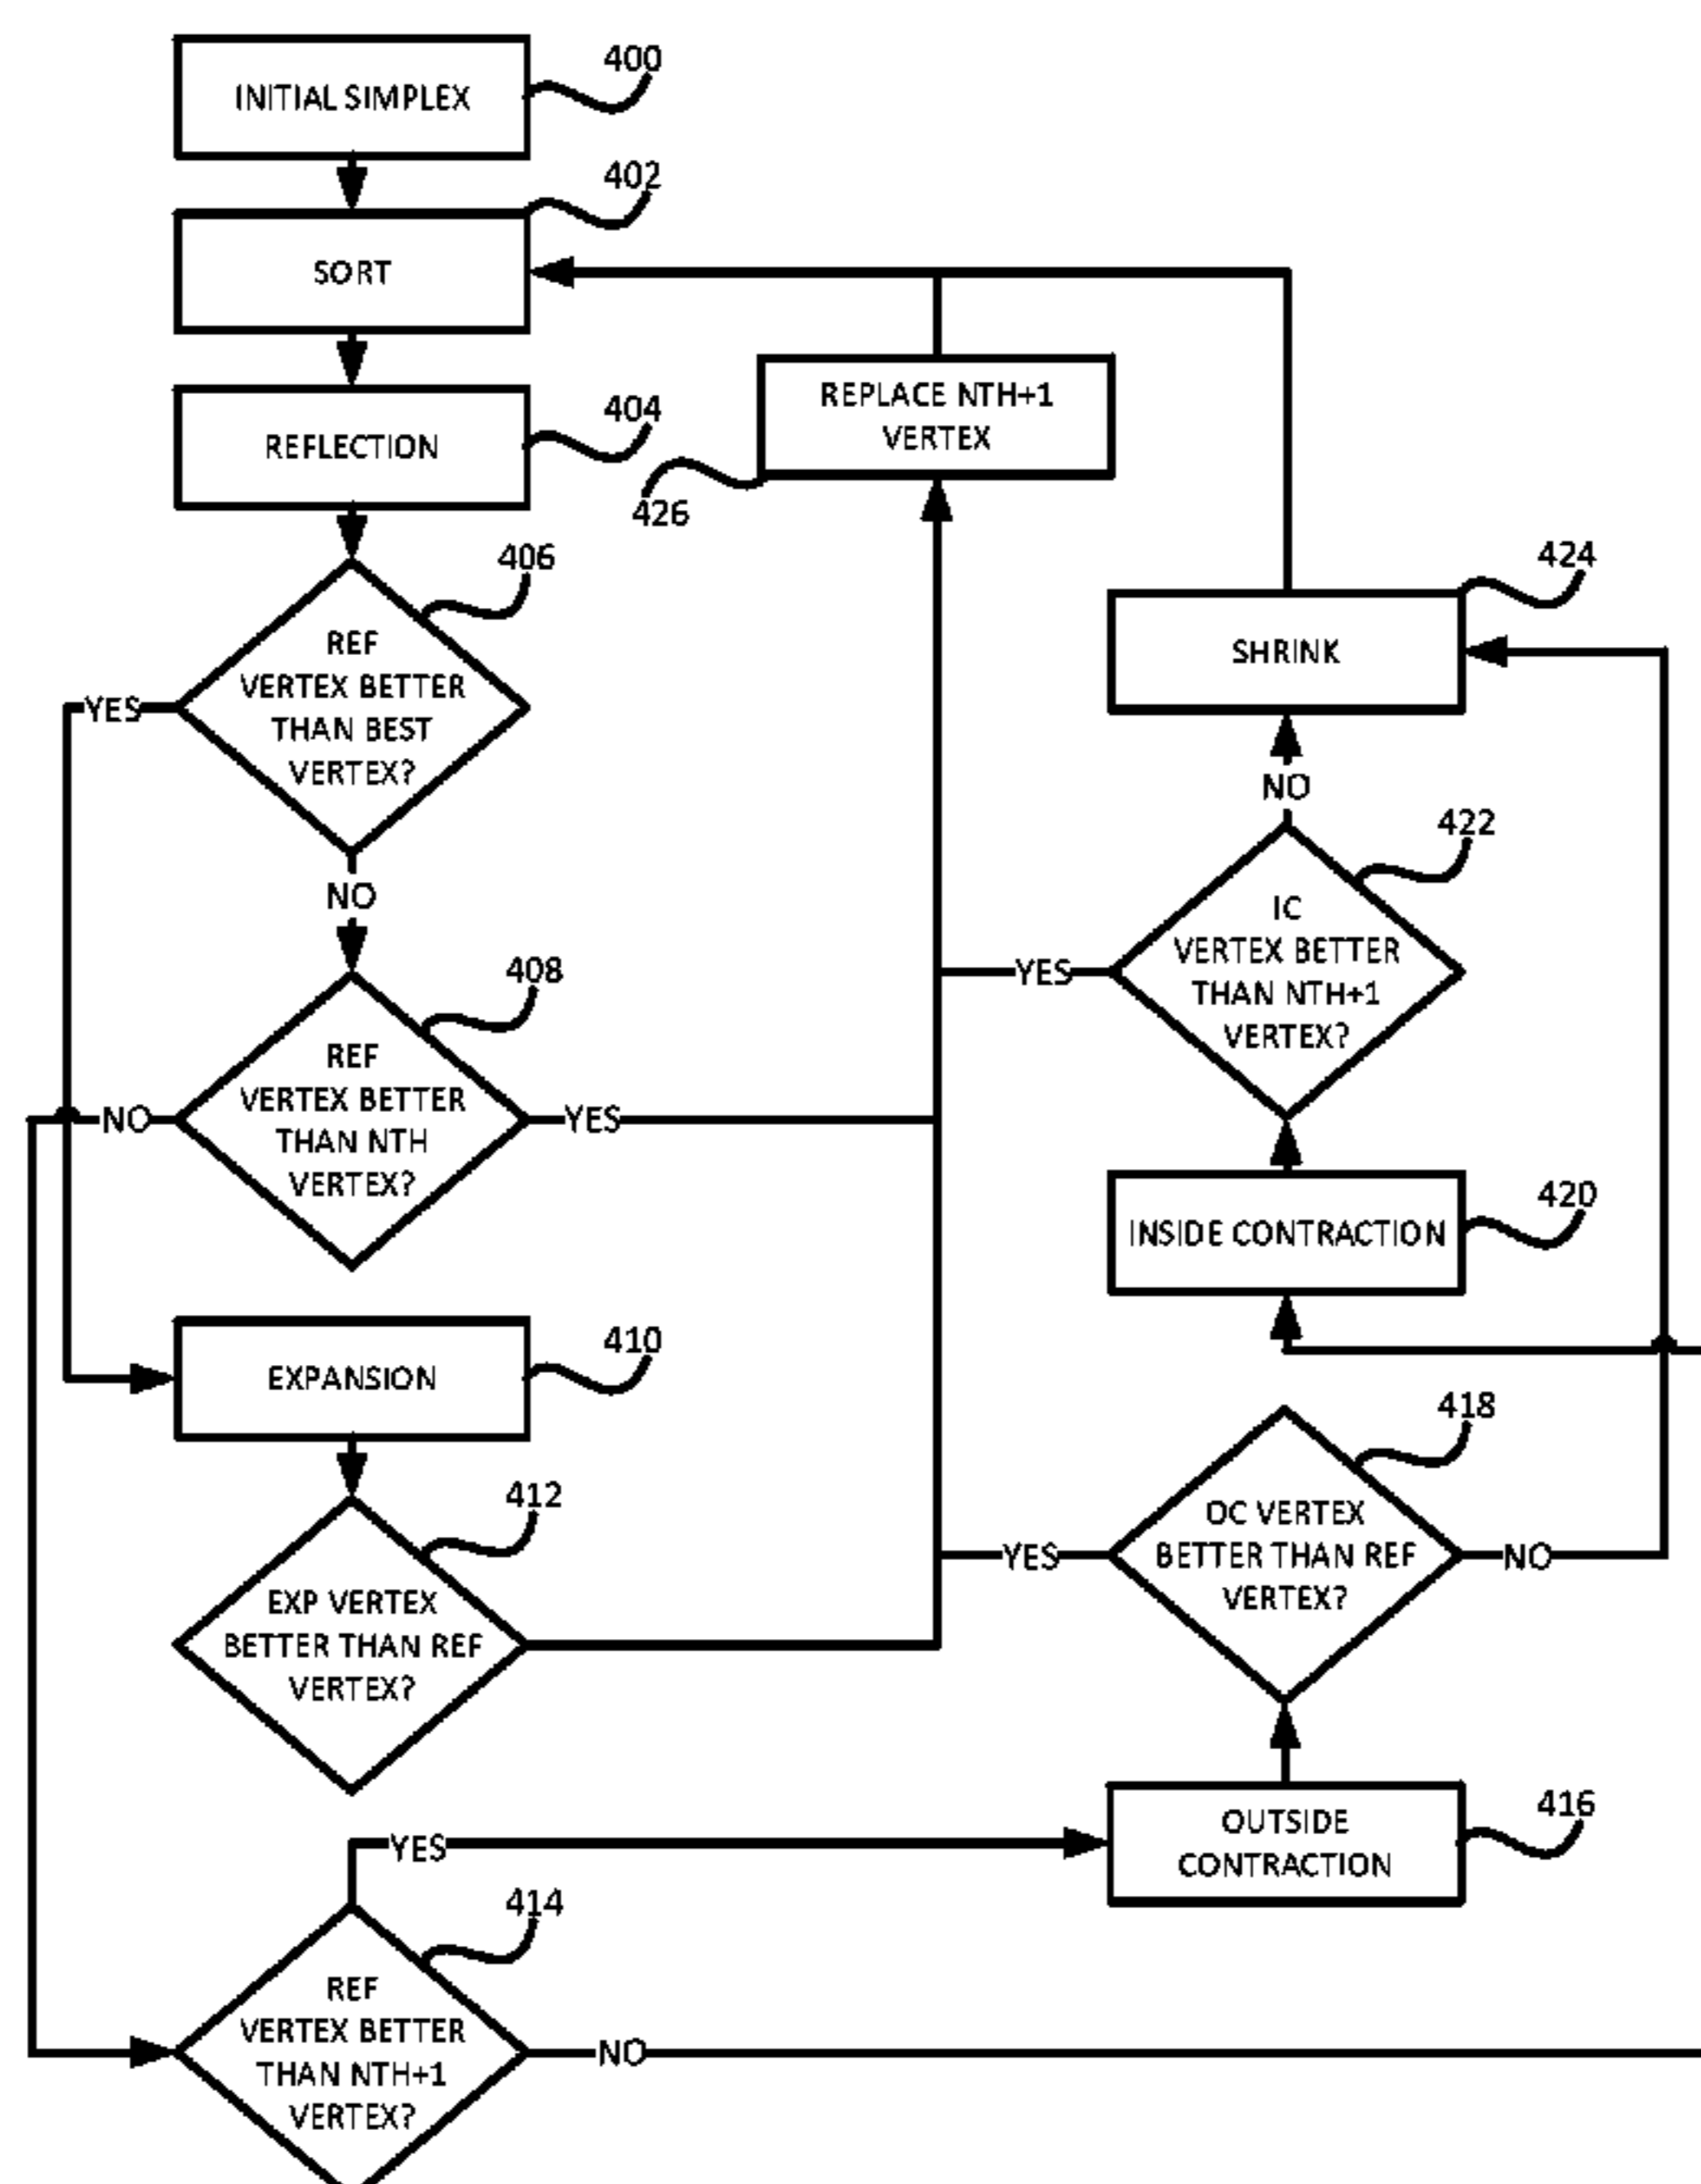 INITIAL SIMPLEX
400
402
SORT
REFLECTION
404
REPLACE NTH+1
VERTEX
426
406
REF
VERTEX BETTER
THAN BEST
VERTEX?
YES
NO
408
REF
VERTEX BETTER
THAN NTH
VERTEX?
NO
YES
EXPANSION
410
412
EXP VERTEX
BETTER THAN REF
VERTEX?
YES
414
REF
VERTEX BETTER
THAN NTH+1
VERTEX?
NO
424
SHRINK
NO
422
IC
VERTEX BETTER
THAN NTH+1
VERTEX?
YES
420
INSIDE CONTRACTION
418
OC VERTEX
BETTER THAN REF
VERTEX?
YES
NO
416
OUTSIDE
CONTRACTION